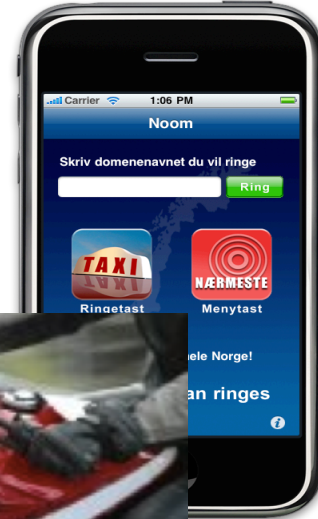 Carrier 1:06 PM
Noom
Skriv domenenavnet du vil ringe
Ring
TAXI NÆRMESTE
Ringetast Menytast
hele Norge!
an ringes
i